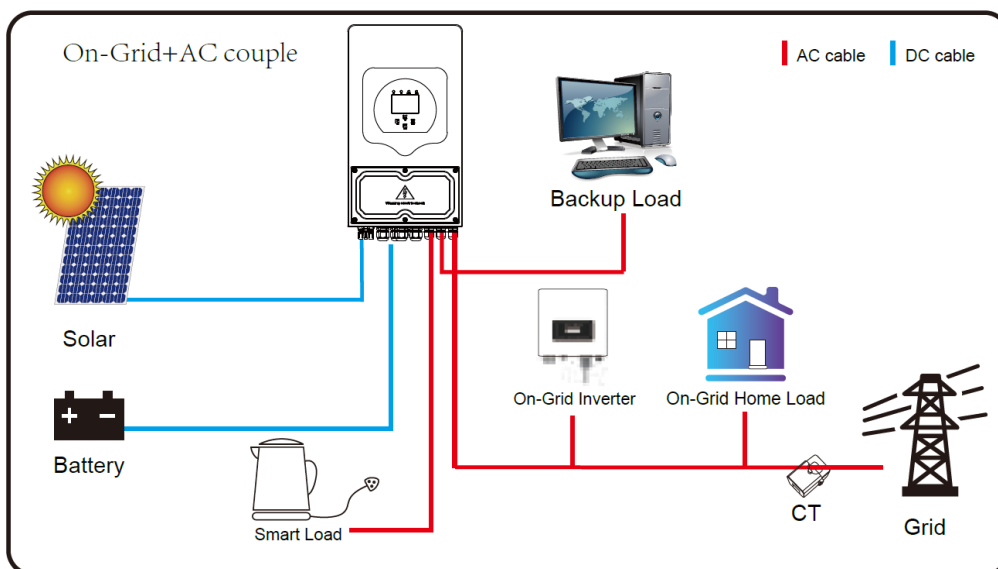 On-Grid+AC couple
AC cable
DC cable
Backup Load
Solar
On-Grid Inverter
On-Grid Home Load
Battery
Smart Load
CT
Grid